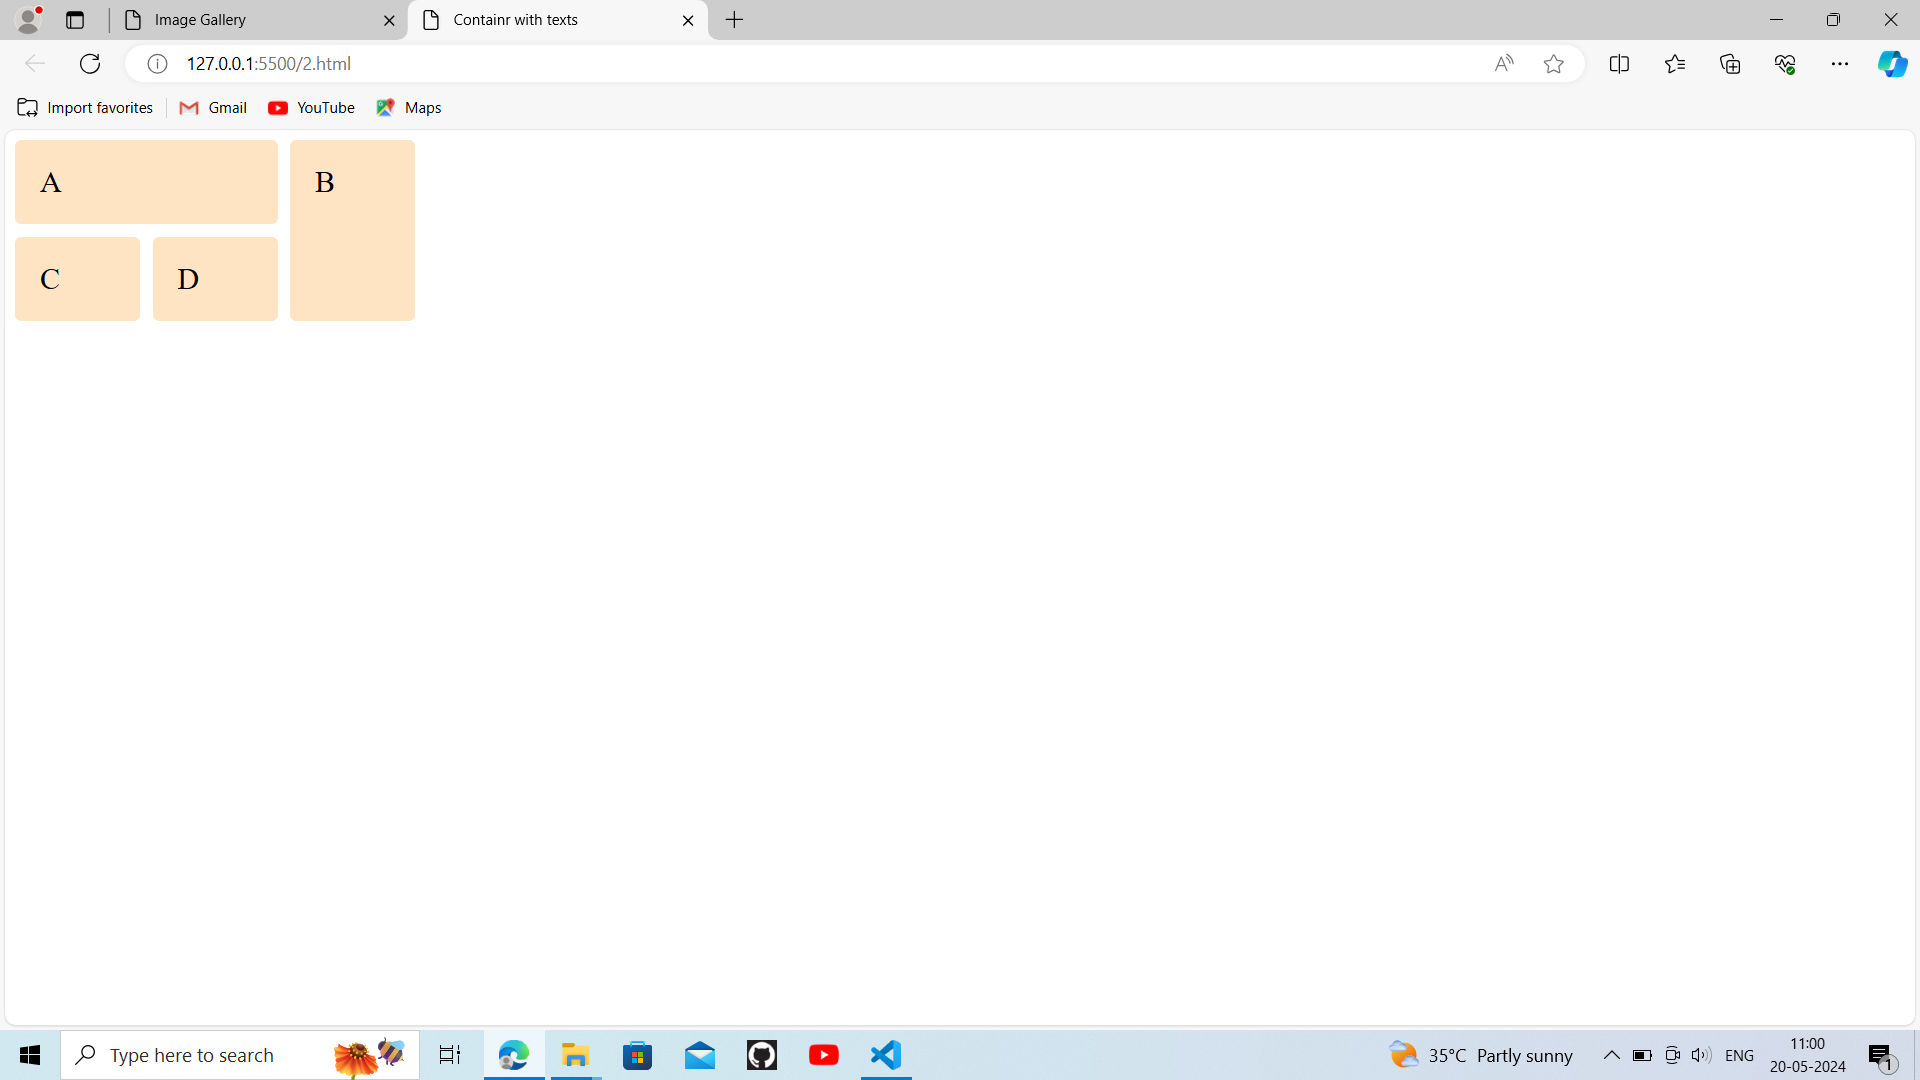 Image Gallery
Containr with texts
127.0.0.1:5500/2.html
Import favorites
Gmail
YouTube
Maps
A
B
C
D
Type here to search
35°C Partly sunny
ENG
11:00
20-05-2024
1